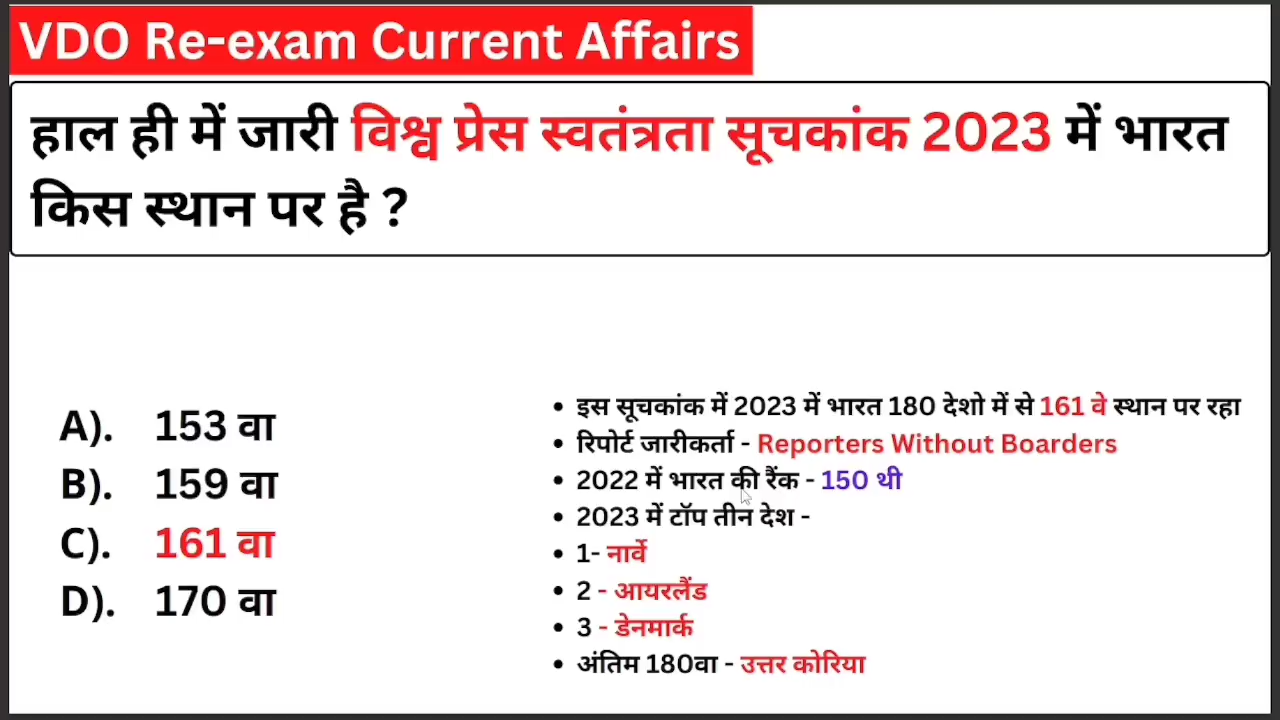 VDO Re-exam Current Affairs
हाल ही में जारी विश्व प्रेस स्वतंत्रता सूचकांक 2023 में भारत
किस स्थान पर है ?
A). 153 वा
B). 159 वा
C). 161 वा
D). 170 वा
• इस सूचकांक में 2023 में भारत 180 देशो में से 161 वे स्थान पर रहा
• रिपोर्ट जारीकर्ता - Reporters Without Boarders
• 2022 में भारत की रैंक - 150 थी
• 2023 में टॉप तीन देश -
• 1- नार्वे
• 2 - आयरलैंड
• 3 - डेनमार्क
• अंतिम 180वा - उत्तर कोरिया